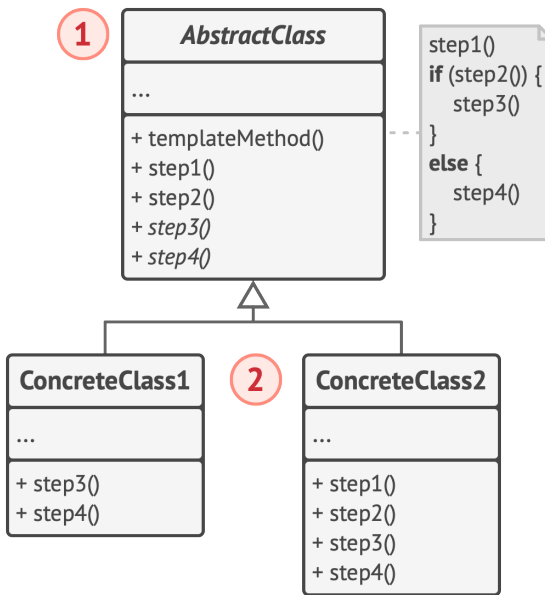 1
AbstractClass
...
+ templateMethod()
+ step1()
+ step2()
+ step3()
+ step4()
step1()
if (step2()) {
step3()
}
else {
step4()
}
2
ConcreteClass1
...
+ step3()
+ step4()
ConcreteClass2
...
+ step1()
+ step2()
+ step3()
+ step4()